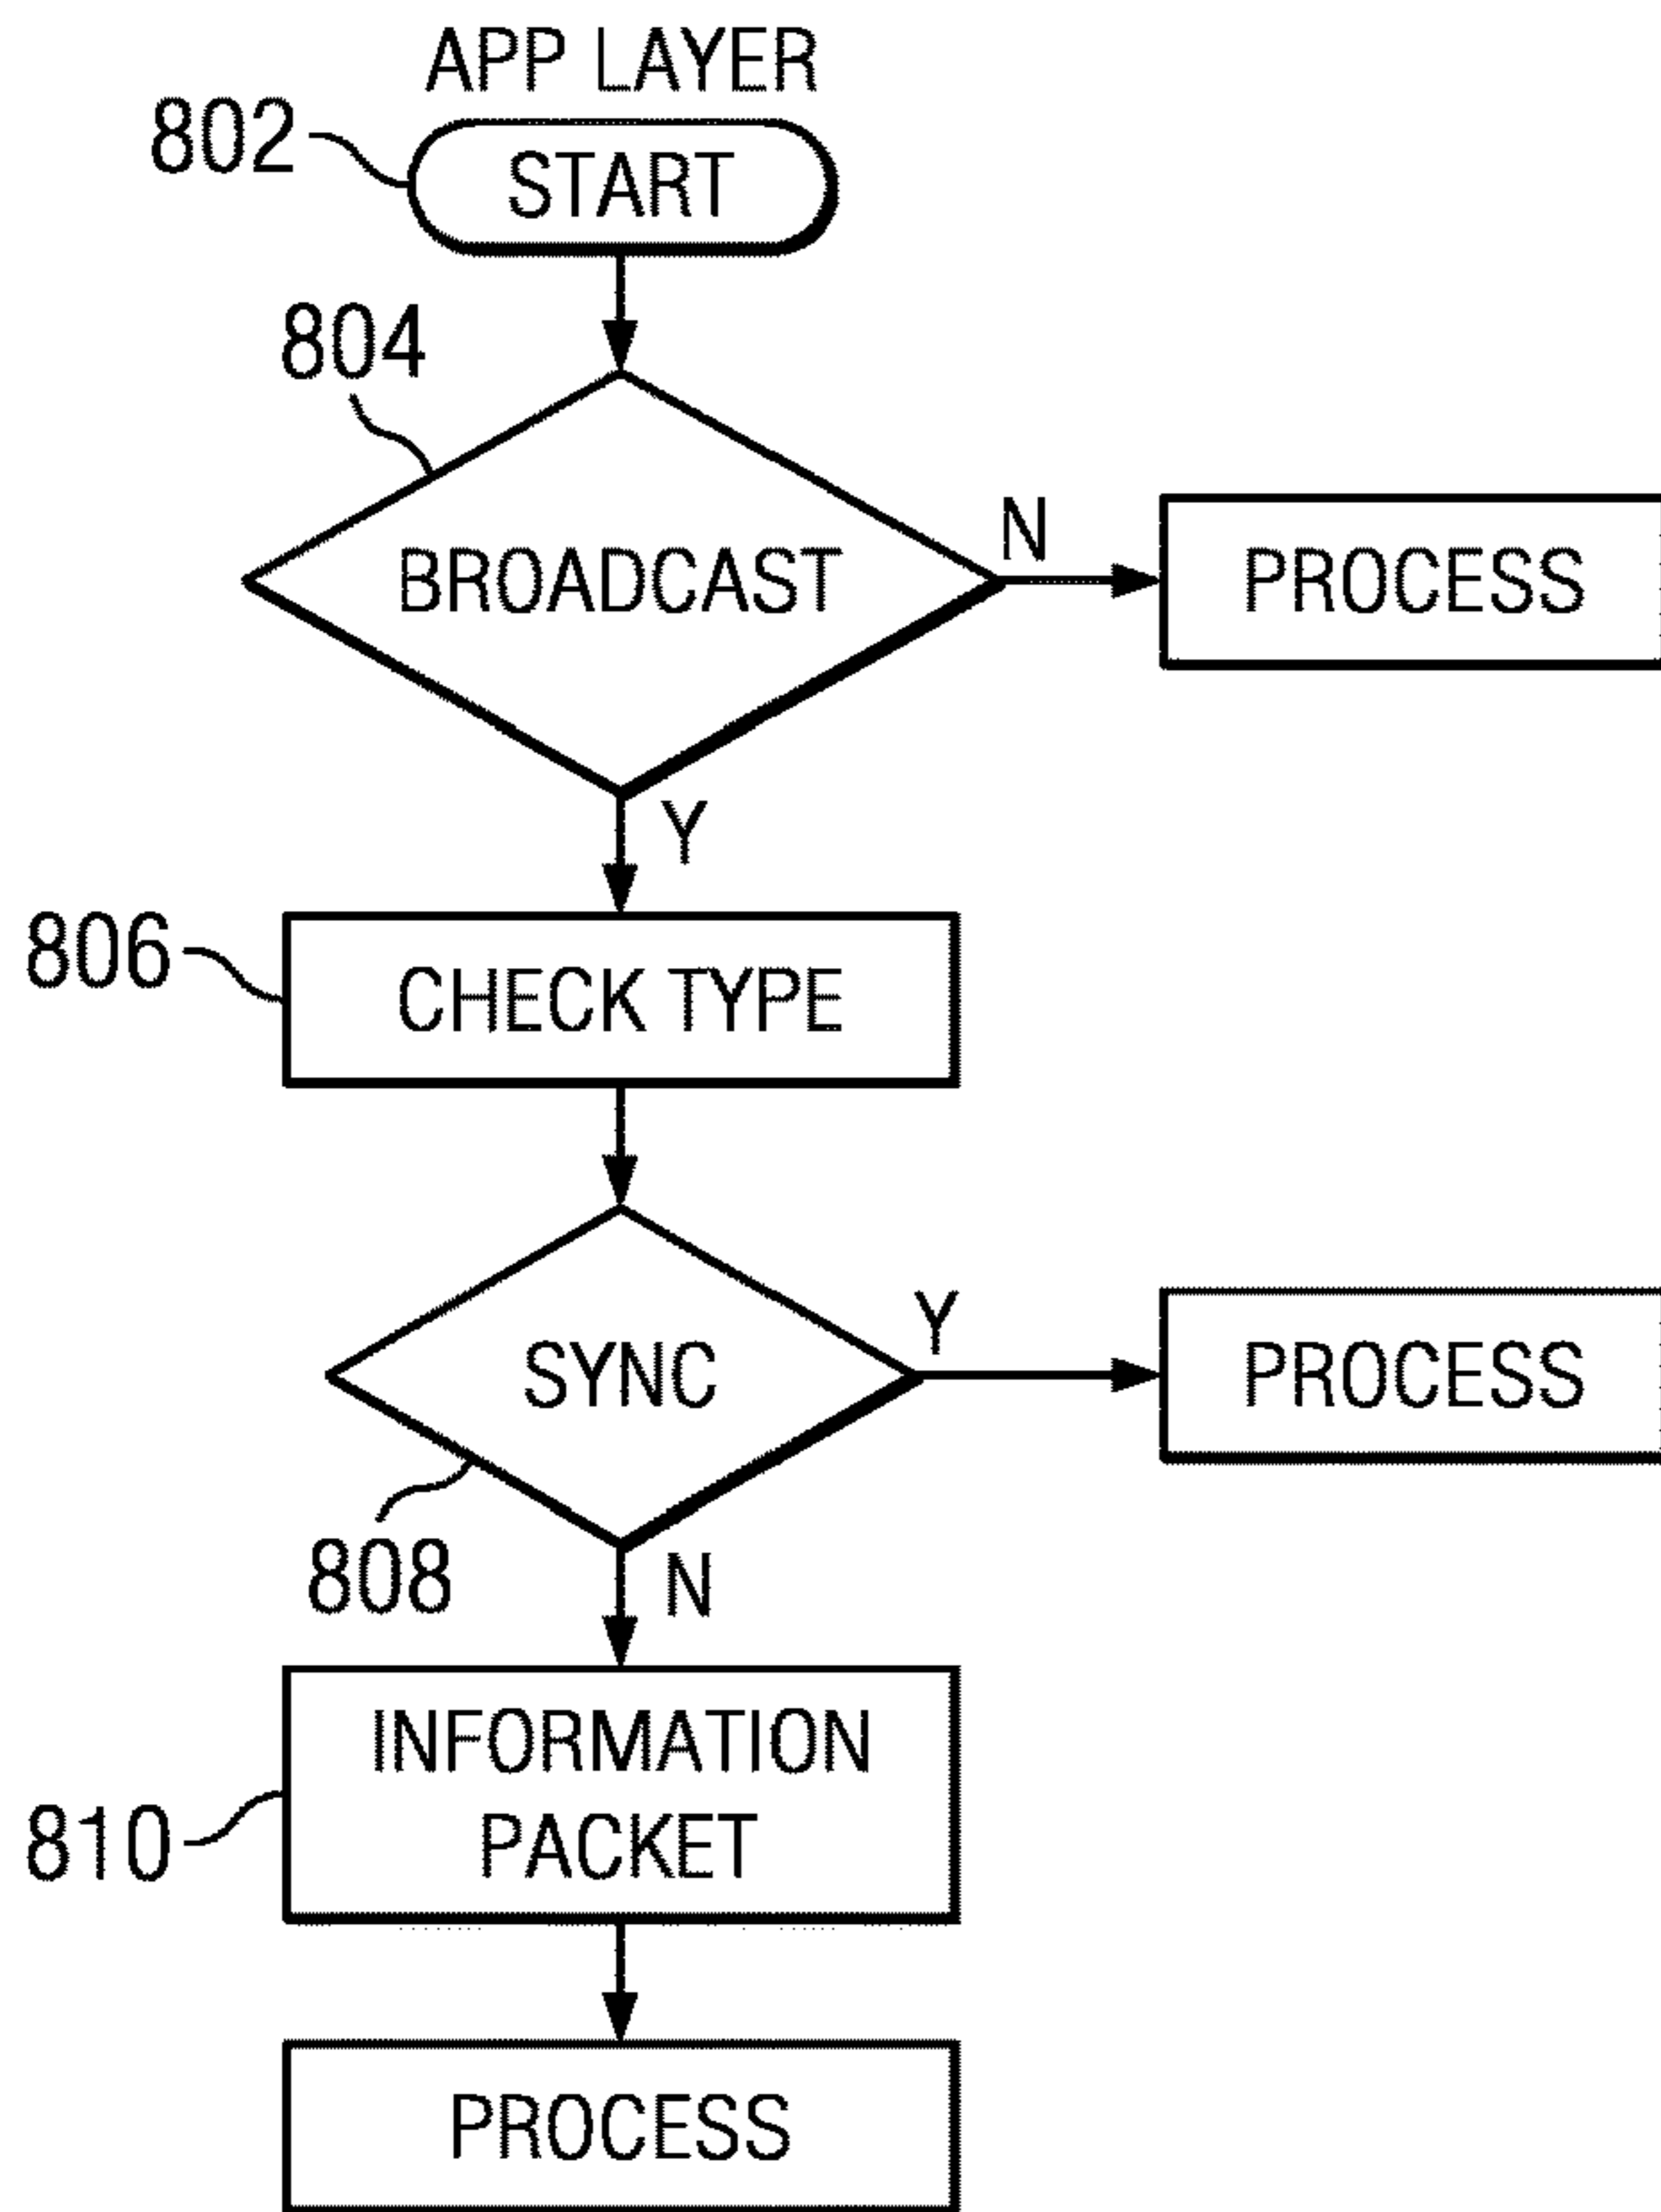 APP LAYER
802
START
804
BROADCAST
N
PROCESS
Y
806
CHECK TYPE
SYNC
Y
PROCESS
808
N
INFORMATION
PACKET
810
PROCESS